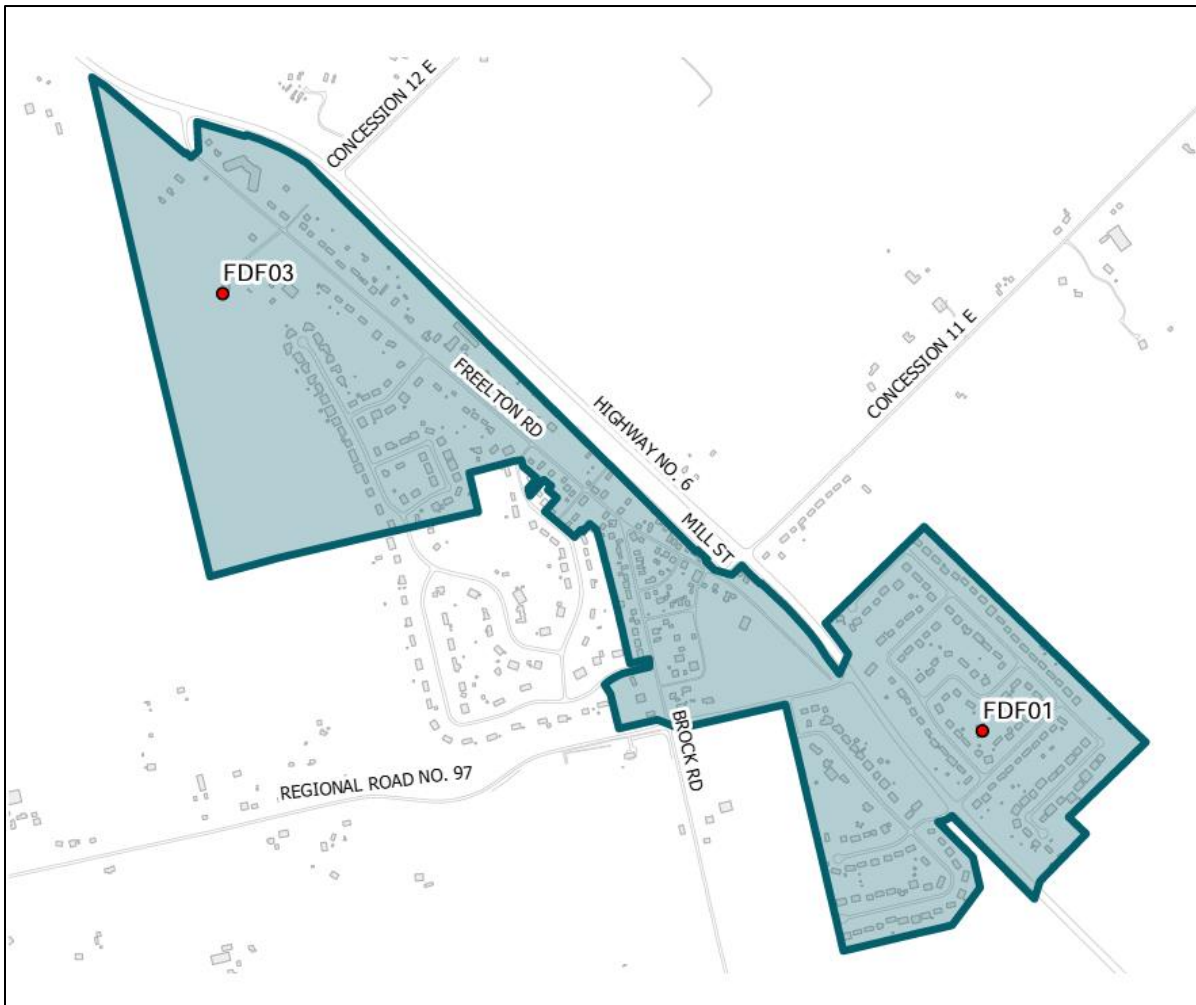 CONCESSION 12 E
FDF03
CONCESSION 11 E
FREELTON RD
HIGHWAY NO. 6
MILL ST
FDF01
BROCK RD
REGIONAL ROAD NO. 97